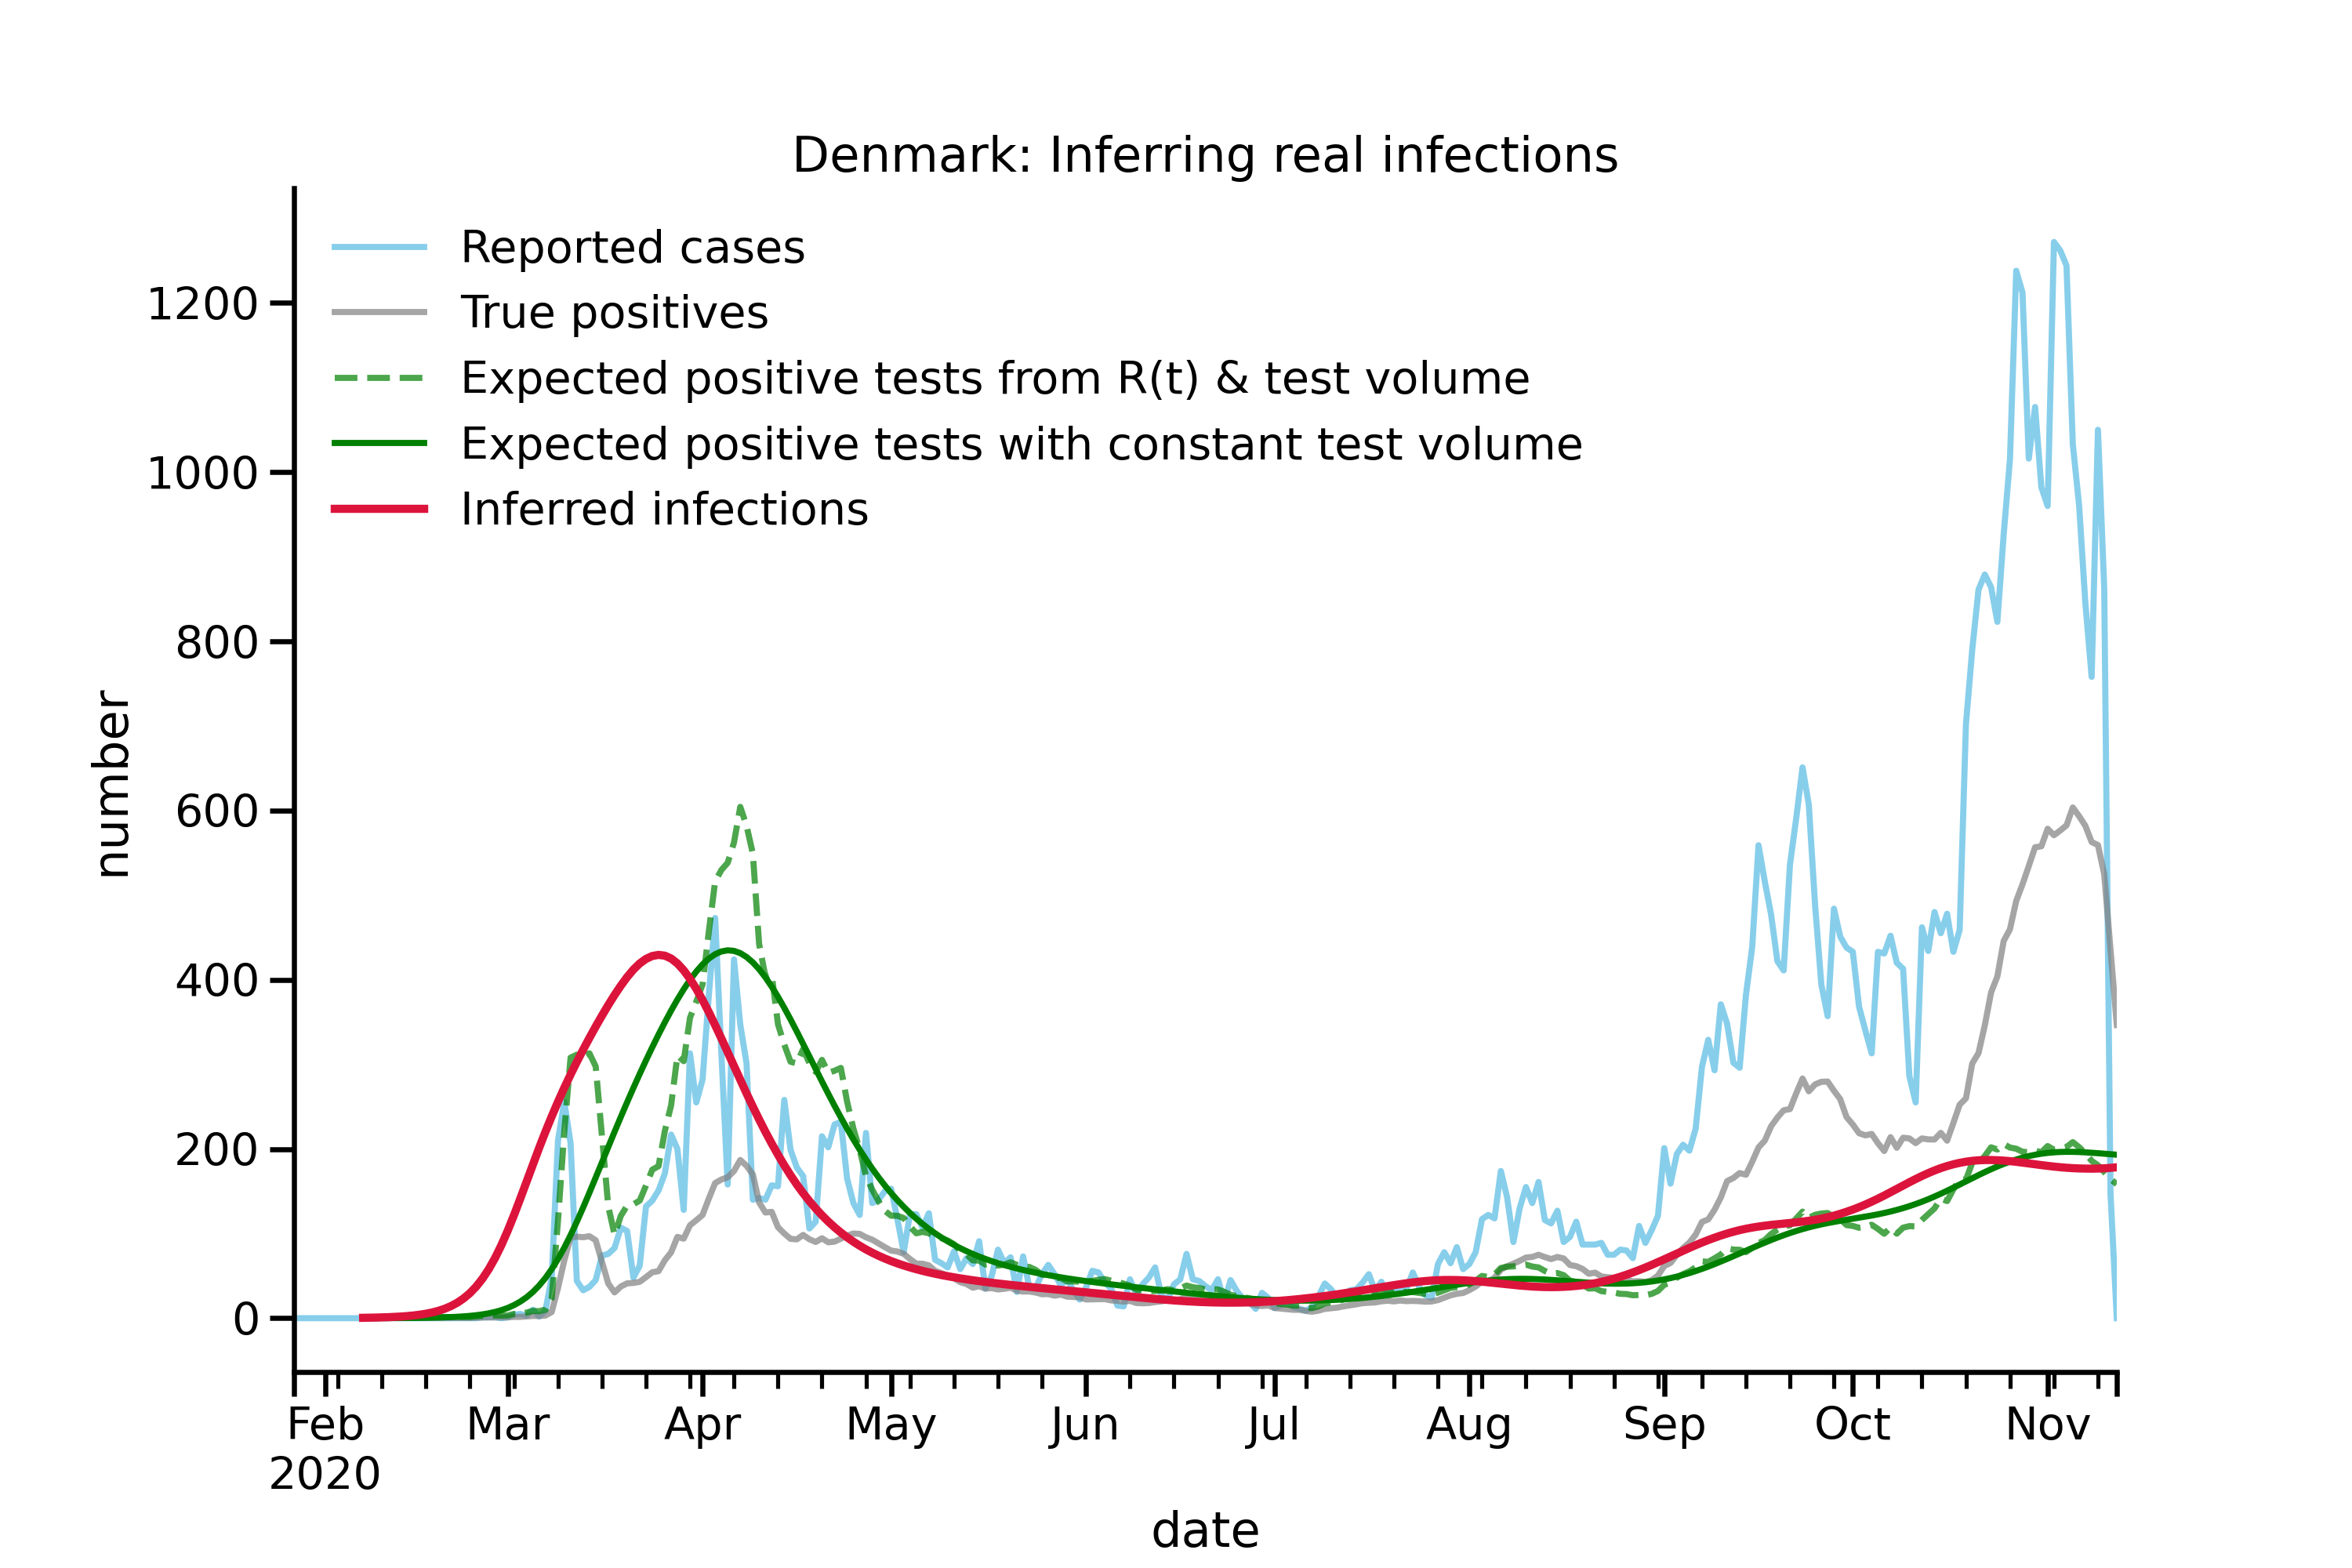 Denmark: Inferring real infections
Reported cases
True positives
Expected positive tests from R(t) & test volume
Expected positive tests with constant test volume
Inferred infections
1200
1000
800
600
400
200
0
number
Feb Mar Apr May Jun Jul Aug Sep Oct Nov
2020
date